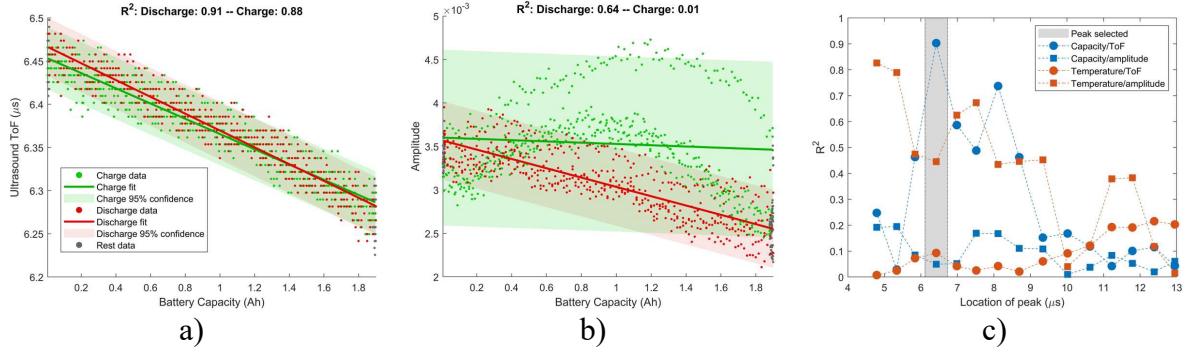 R²: Discharge: 0.91 -- Charge: 0.88
6.5
6.45
6.4
6.35
6.3
6.25
6.2
Ultrasound ToF (μs)
Charge data
Charge fit
Charge 95% confidence
Discharge data
Discharge fit
Discharge 95% confidence
Rest data
0.2 0.4 0.6 0.8 1 1.2 1.4 1.6 1.8
Battery Capacity (Ah)
a)
R²: Discharge: 0.64 -- Charge: 0.01
×10⁻³
5
4.5
4
3.5
3
2.5
2
Amplitude
0.2 0.4 0.6 0.8 1 1.2 1.4 1.6 1.8
Battery Capacity (Ah)
b)
1
0.9
0.8
0.7
0.6
0.5
0.4
0.3
0.2
0.1
0
R²
Peak selected
Capacity/ToF
Capacity/amplitude
Temperature/ToF
Temperature/amplitude
4 5 6 7 8 9 10 11 12 13
Location of peak (μs)
c)